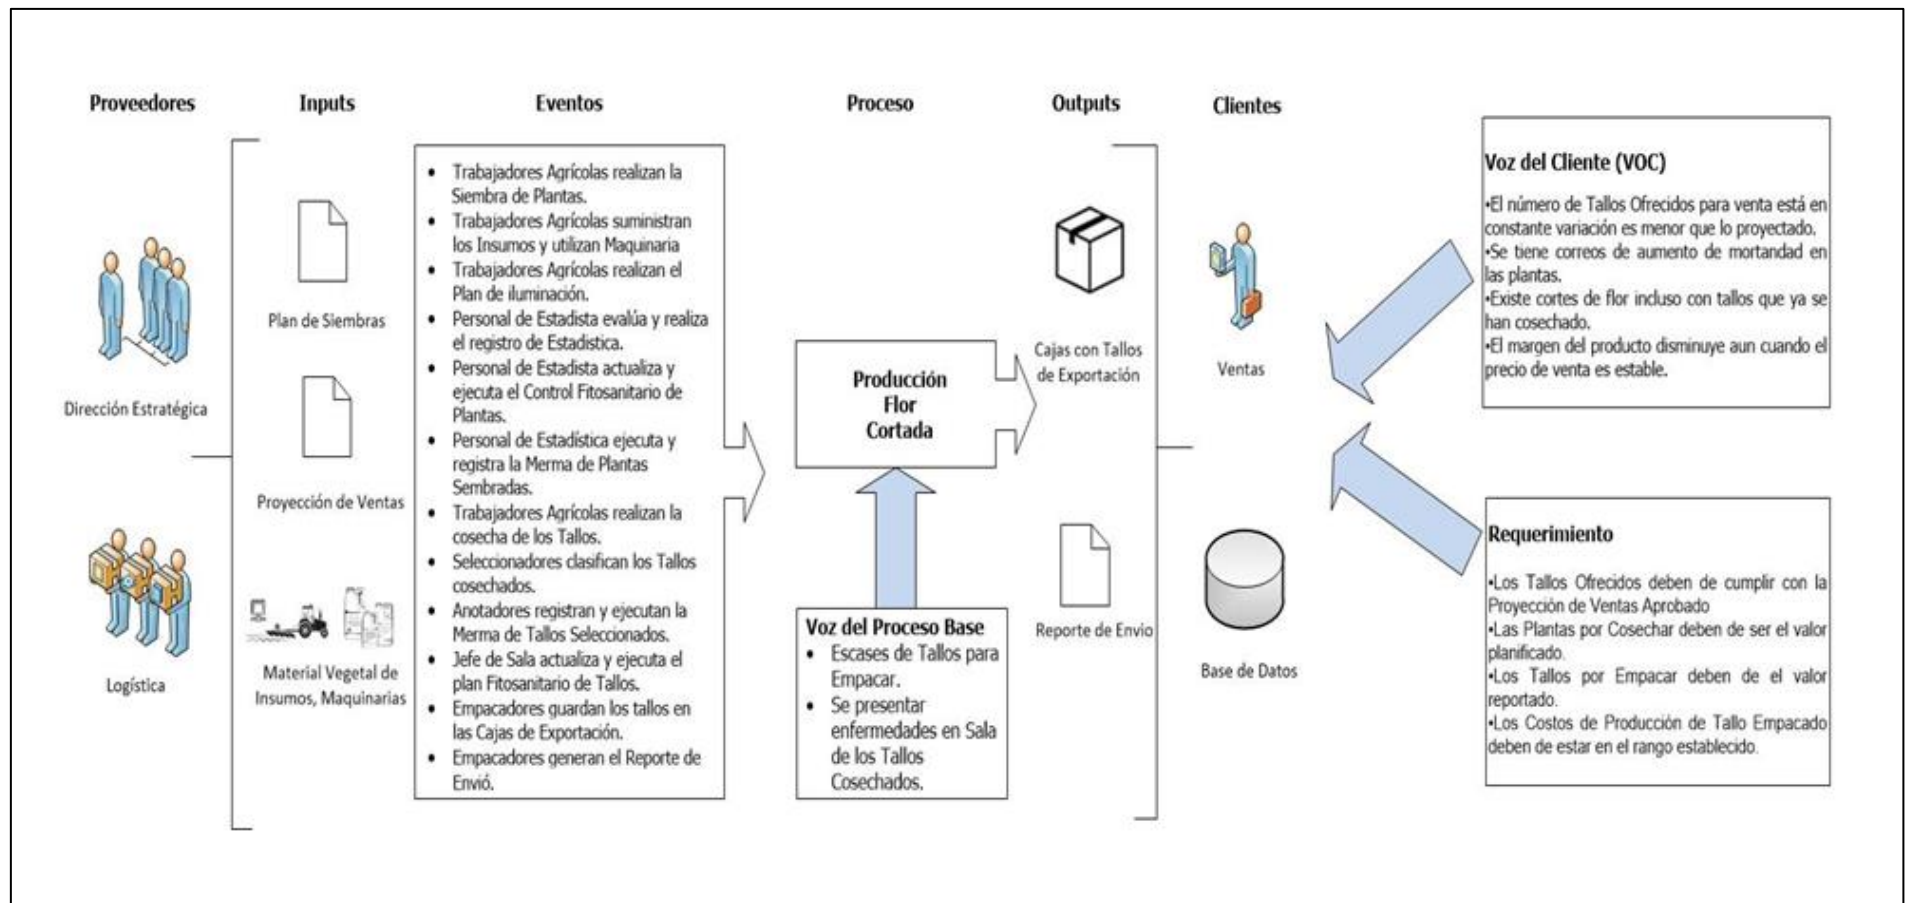 Proveedores
Inputs
Eventos
Proceso
Outputs
Clientes
Dirección Estratégica
Logística
Plan de Siembras
Proyección de Ventas
Material Vegetal de
Insumos, Maquinarias
• Trabajadores Agrícolas realizan la
Siembra de Plantas.
• Trabajadores Agrícolas suministran
los Insumos y utilizan Maquinaria
• Trabajadores Agrícolas realizan el
Plan de iluminación.
• Personal de Estadista evalúa y realiza
el registro de Estadistica.
• Personal de Estadista actualiza y
ejecuta el Control Fitosanitario de
Plantas.
• Personal de Estadística ejecuta y
registra la Merma de Plantas
Sembradas.
• Trabajadores Agrícolas realizan la
cosecha de los Tallos.
• Seleccionadores clasifican los Tallos
cosechados.
• Anotadores registran y ejecutan la
Merma de Tallos Seleccionados.
• Jefe de Sala actualiza y ejecuta el
plan Fitosanitario de Tallos.
• Empacadores guardan los tallos en
las Cajas de Exportación.
• Empacadores generan el Reporte de
Envió.
Producción
Flor
Cortada
Voz del Proceso Base
• Escases de Tallos para
Empacar.
• Se presentar
enfermedades en Sala
de los Tallos
Cosechados.
Cajas con Tallos
de Exportación
Reporte de Envio
Ventas
Base de Datos
Voz del Cliente (VOC)
•El número de Tallos Ofrecidos para venta está en
constante variación es menor que lo proyectado.
•Se tiene correos de aumento de mortandad en
las plantas.
•Existe cortes de flor incluso con tallos que ya se
han cosechado.
•El margen del producto disminuye aun cuando el
precio de venta es estable.
Requerimiento
•Los Tallos Ofrecidos deben de cumplir con la
Proyección de Ventas Aprobado
•Las Plantas por Cosechar deben de ser el valor
planificado.
•Los Tallos por Empacar deben de el valor
reportado.
•Los Costos de Producción de Tallo Empacado
deben de estar en el rango establecido.